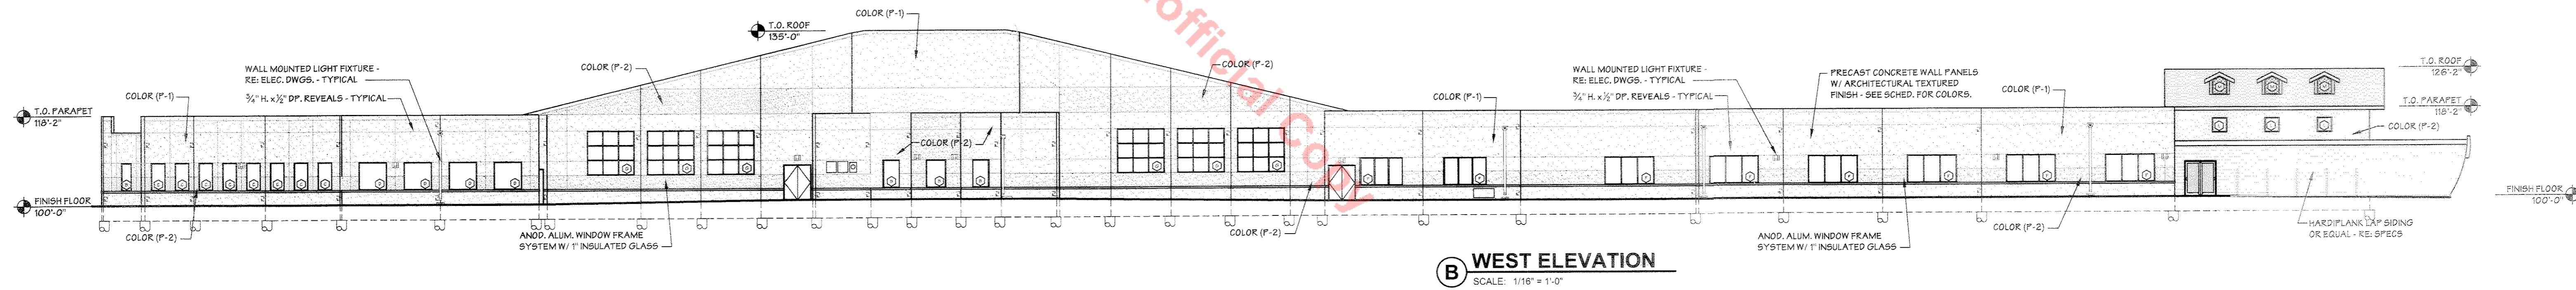 COLOR (P-1)
T.O. ROOF
135'-0"
WALL MOUNTED LIGHT FIXTURE -
RE: ELEC. DWGS. - TYPICAL
3/4" H. x 1/2" DP. REVEALS - TYPICAL
COLOR (P-1)
T.O. PARAPET
118'-2"
COLOR (P-2)
COLOR (P-2)
COLOR (P-2)
FINISH FLOOR
100'-0"
COLOR (P-2)
ANOD. ALUM. WINDOW FRAME
SYSTEM W/ 1" INSULATED GLASS
official Copy
WALL MOUNTED LIGHT FIXTURE -
RE: ELEC. DWGS. - TYPICAL
3/4" H. x 1/2" DP. REVEALS - TYPICAL
COLOR (P-1)
PRECAST CONCRETE WALL PANELS
W/ ARCHITECTURAL TEXTURED
FINISH - SEE SCHED. FOR COLORS.
COLOR (P-1)
T.O. ROOF
126'-2"
T.O. PARAPET
118'-2"
COLOR (P-2)
FINISH FLOOR
100'-0"
COLOR (P-2)
ANOD. ALUM. WINDOW FRAME
SYSTEM W/ 1" INSULATED GLASS
COLOR (P-2)
HARDIPLANK LAP SIDING
OR EQUAL - RE: SPECS
B WEST ELEVATION
SCALE: 1/16" = 1'-0"